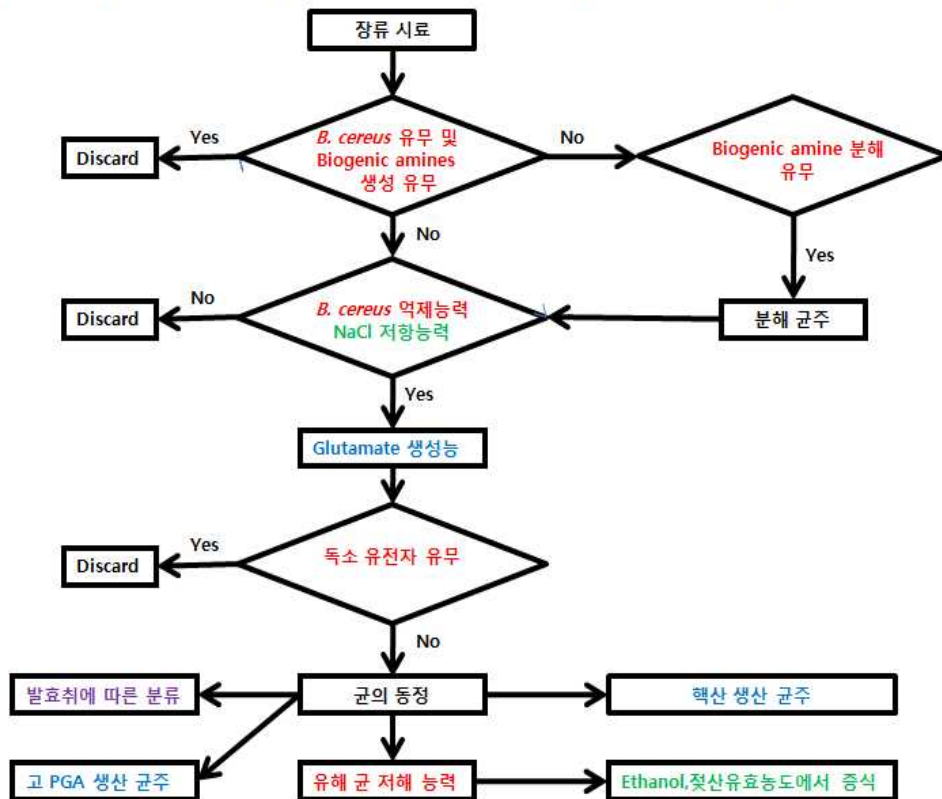 장류 시료
Yes
B. cereus 유무 및
Biogenic amines
생성 유무
No
Biogenic amine 분해
유무
Discard
No
Yes
No
B. cereus 억제능력
NaCl 저항능력
Discard
분해 균주
Yes
Glutamate 생성능
Yes
독소 유전자 유무
Discard
No
발효취에 따른 분류
균의 동정
핵산 생산 균주
고 PGA 생산 균주
유해 균 저해 능력
Ethanol,젖산유효농도에서 증식